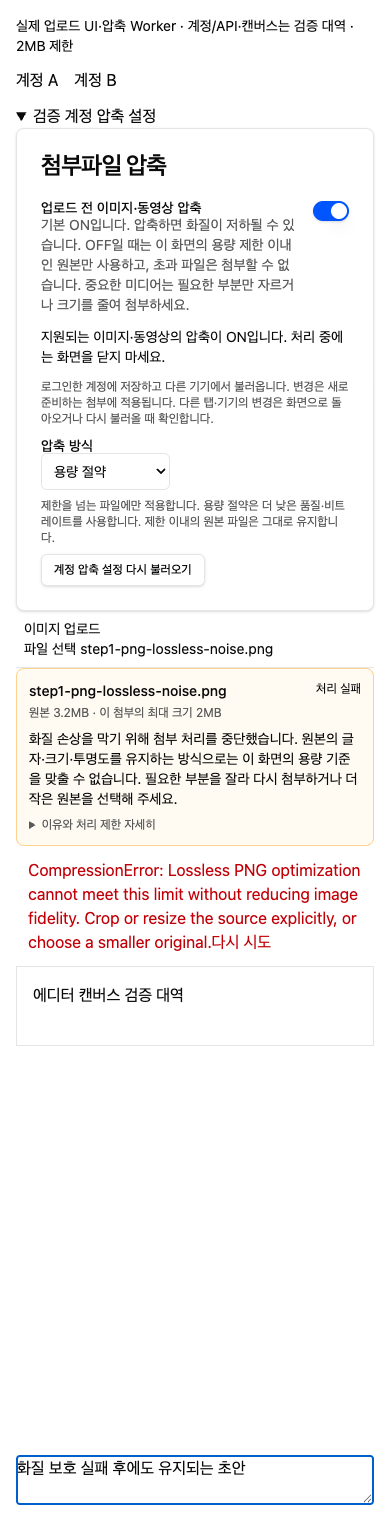 실제 업로드 UI·압축 Worker · 계정/API·캔버스는 검증 대역 ·
2MB 제한
계정 A 계정 B
▼ 검증 계정 압축 설정
첨부파일 압축
업로드 전 이미지·동영상 압축
기본 ON입니다. 압축하면 화질이 저하될 수 있
습니다. OFF일 때는 이 화면의 용량 제한 이내
인 원본만 사용하고, 초과 파일은 첨부할 수 없
습니다. 중요한 미디어는 필요한 부분만 자르거
나 크기를 줄여 첨부하세요.
지원되는 이미지·동영상의 압축이 ON입니다. 처리 중에
는 화면을 닫지 마세요.
로그인한 계정에 저장하고 다른 기기에서 불러옵니다. 변경은 새로
준비하는 첨부에 적용됩니다. 다른 탭·기기의 변경은 화면으로 돌
아오거나 다시 불러올 때 확인합니다.
압축 방식
용량 절약
제한을 넘는 파일에만 적용합니다. 용량 절약은 더 낮은 품질·비트
레이트를 사용합니다. 제한 이내의 원본 파일은 그대로 유지합니
다.
계정 압축 설정 다시 불러오기
이미지 업로드
파일 선택 step1-png-lossless-noise.png
step1-png-lossless-noise.png 처리 실패
원본 3.2MB · 이 첨부의 최대 크기 2MB
화질 손상을 막기 위해 첨부 처리를 중단했습니다. 원본의 글
자·크기·투명도를 유지하는 방식으로는 이 화면의 용량 기준
을 맞출 수 없습니다. 필요한 부분을 잘라 다시 첨부하거나 더
작은 원본을 선택해 주세요.
▶ 이유와 처리 제한 자세히
CompressionError: Lossless PNG optimization
cannot meet this limit without reducing image
fidelity. Crop or resize the source explicitly, or
choose a smaller original.다시 시도
에디터 캔버스 검증 대역
화질 보호 실패 후에도 유지되는 초안